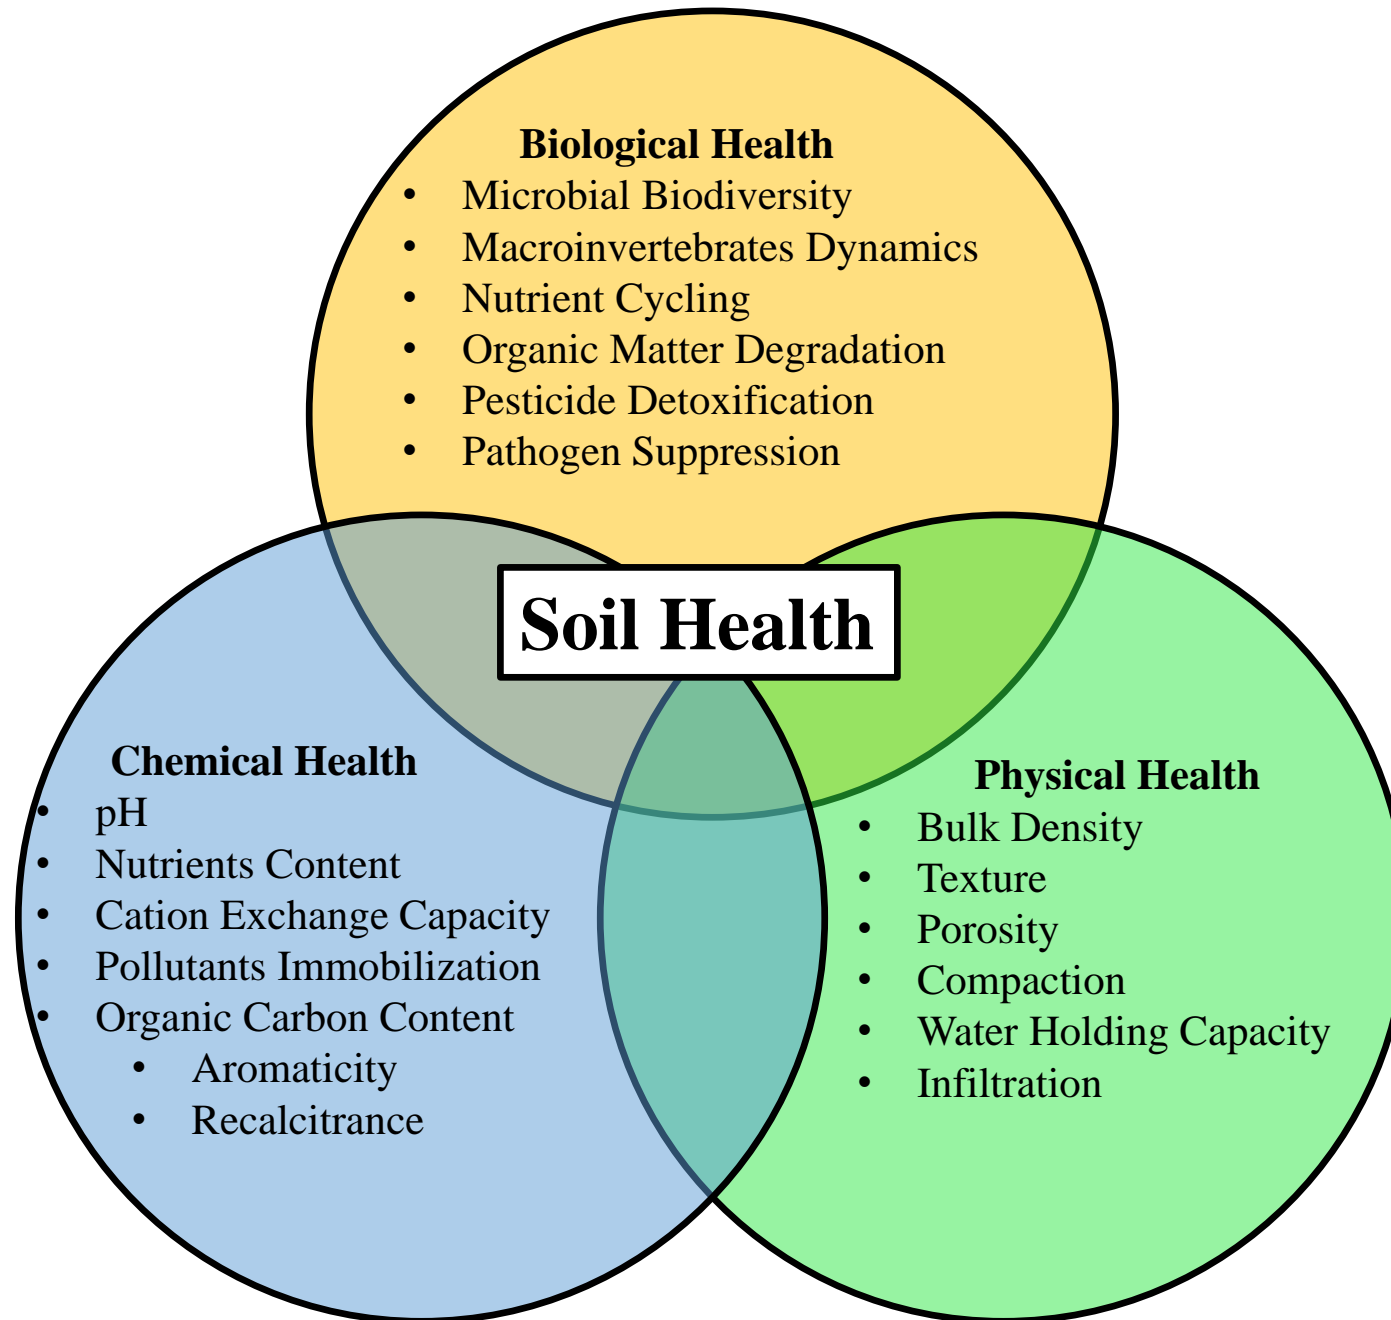 Biological Health
• Microbial Biodiversity
• Macroinvertebrates Dynamics
• Nutrient Cycling
• Organic Matter Degradation
• Pesticide Detoxification
• Pathogen Suppression
Soil Health
Chemical Health
• pH
• Nutrients Content
• Cation Exchange Capacity
• Pollutants Immobilization
• Organic Carbon Content
• Aromaticity
• Recalcitrance
Physical Health
• Bulk Density
• Texture
• Porosity
• Compaction
• Water Holding Capacity
• Infiltration